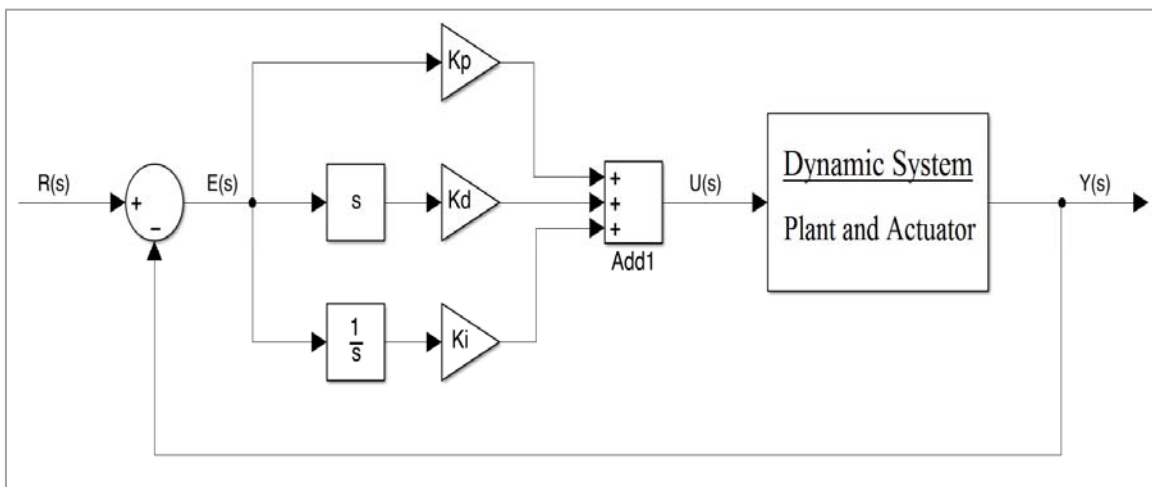 Kp
R(s)
+
−
E(s)
s
Kd
1
s
Ki
+
+
+
Add1
U(s)
Dynamic System
Plant and Actuator
Y(s)